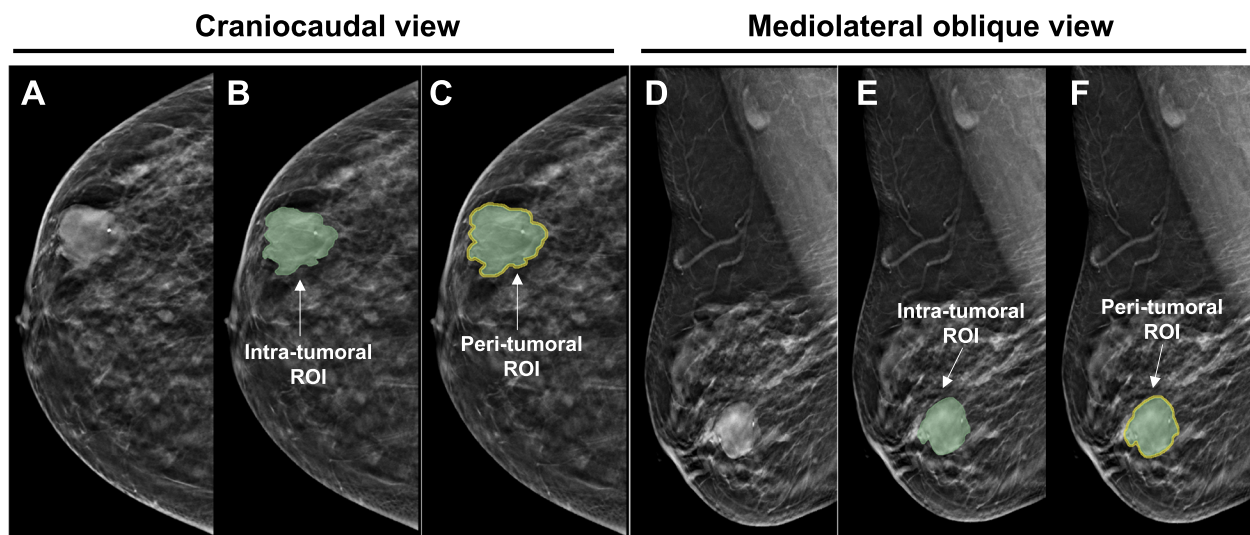 Craniocaudal view
Mediolateral oblique view
A
B
C
D
E
F
Intra-tumoral
ROI
Peri-tumoral
ROI
Intra-tumoral
ROI
Peri-tumoral
ROI